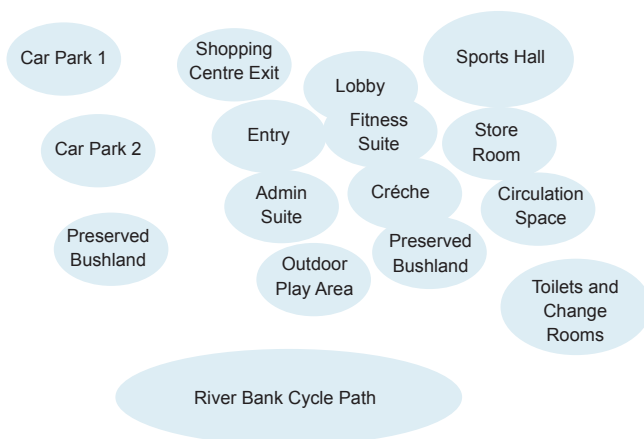 Car Park 1
Shopping
Centre Exit
Sports Hall
Lobby
Entry
Fitness
Suite
Store
Room
Car Park 2
Admin
Suite
Créche
Circulation
Space
Preserved
Bushland
Preserved
Bushland
Outdoor
Play Area
Toilets and
Change
Rooms
River Bank Cycle Path